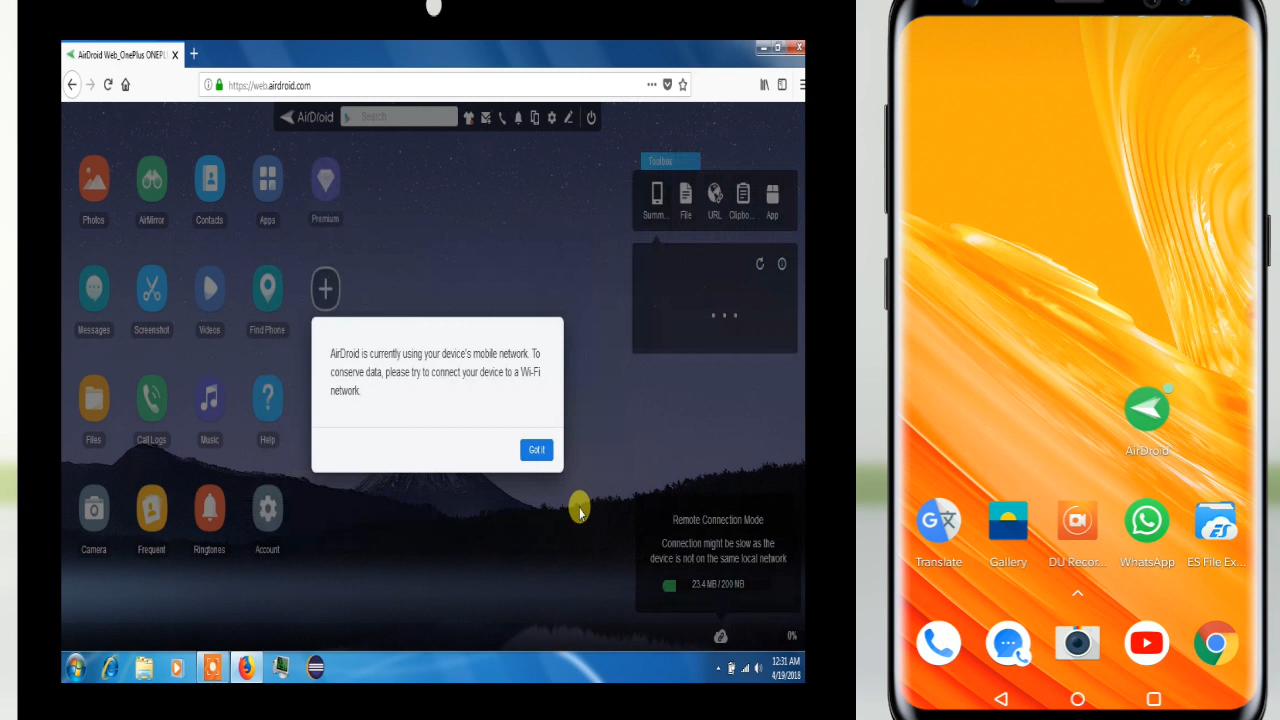 AirDroid Web_OnePlus ONEPL
https://web.airdroid.com
AirDroid
Search
Toolbox
Summ...
File
URL
Clipbo...
App
Photos
AirMirror
Contacts
Apps
Premium
Messages
Screenshot
Videos
Find Phone
AirDroid is currently using your device's mobile network. To
conserve data, please try to connect your device to a Wi-Fi
network.
Got it
Files
Call Logs
Music
Help
Camera
Frequent
Ringtones
Account
Remote Connection Mode
Connection might be slow as the
device is not on the same local network
23.4 MB / 200 MB
0%
12:31 AM
4/19/2018
AirDroid
Translate
Gallery
DU Recor...
WhatsApp
ES File Ex...